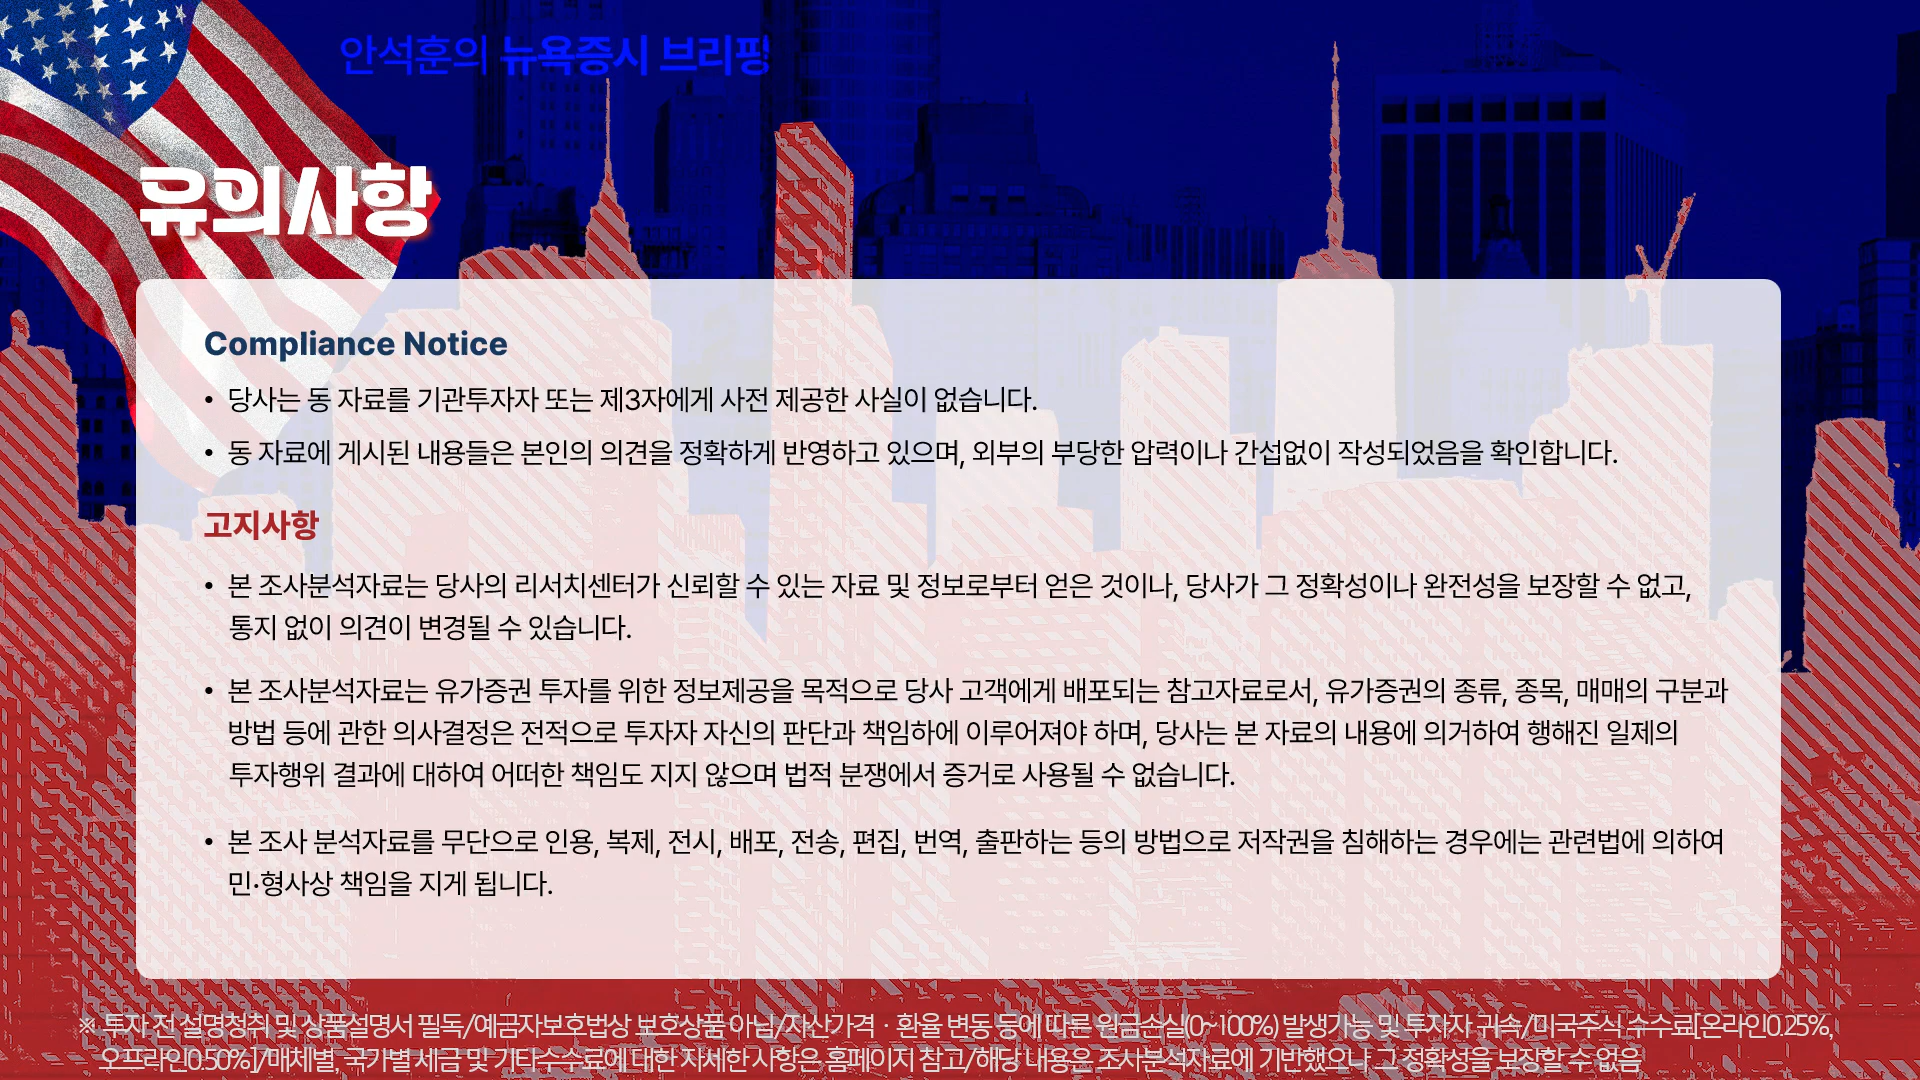 안석훈의 뉴욕증시 브리핑
유의사항
Compliance Notice
• 당사는 동 자료를 기관투자자 또는 제3자에게 사전 제공한 사실이 없습니다.
• 동 자료에 게시된 내용들은 본인의 의견을 정확하게 반영하고 있으며, 외부의 부당한 압력이나 간섭없이 작성되었음을 확인합니다.
고지사항
• 본 조사분석자료는 당사의 리서치센터가 신뢰할 수 있는 자료 및 정보로부터 얻은 것이나, 당사가 그 정확성이나 완전성을 보장할 수 없고,
통지 없이 의견이 변경될 수 있습니다.
• 본 조사분석자료는 유가증권 투자를 위한 정보제공을 목적으로 당사 고객에게 배포되는 참고자료로서, 유가증권의 종류, 종목, 매매의 구분과
방법 등에 관한 의사결정은 전적으로 투자자 자신의 판단과 책임하에 이루어져야 하며, 당사는 본 자료의 내용에 의거하여 행해진 일제의
투자행위 결과에 대하여 어떠한 책임도 지지 않으며 법적 분쟁에서 증거로 사용될 수 없습니다.
• 본 조사 분석자료를 무단으로 인용, 복제, 전시, 배포, 전송, 편집, 번역, 출판하는 등의 방법으로 저작권을 침해하는 경우에는 관련법에 의하여
민·형사상 책임을 지게 됩니다.
※ 투자 전 설명청취 및 상품설명서 필독/예금자보호법상 보호상품 아님/자산가격 · 환율 변동 등에 따른 원금손실(0~100%) 발생가능 및 투자자 귀속/미국주식 수수료[온라인0.25%,
오프라인0.50%]/매체별, 국가별 세금 및 기타수수료에 대한 자세한 사항은 홈페이지 참고/해당 내용은 조사분석자료에 기반했으나 그 정확성을 보장할 수 없음